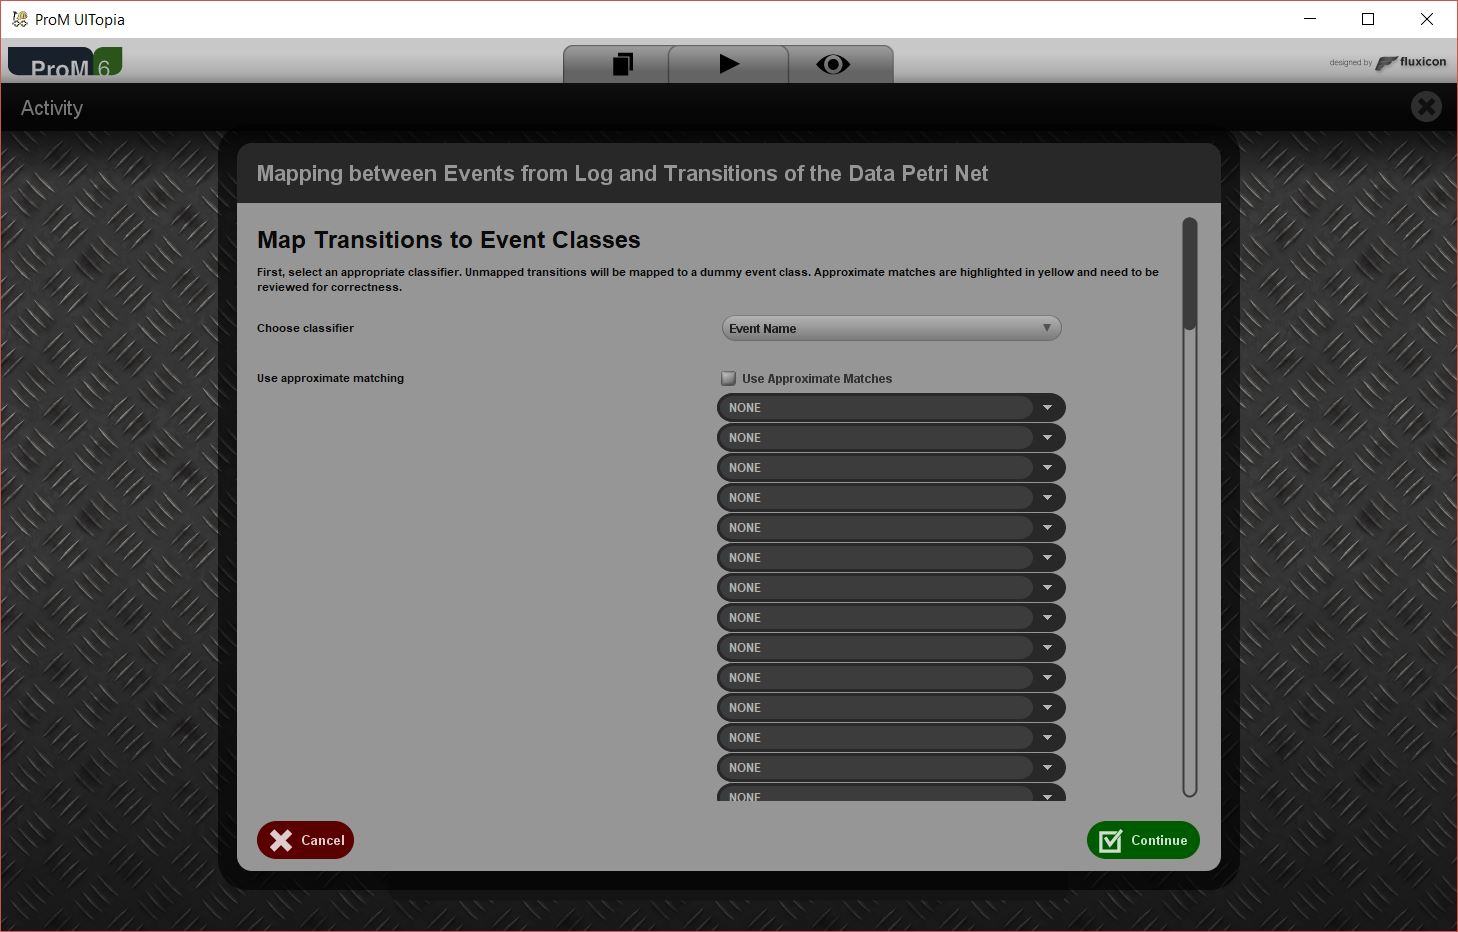 ProM UITopia
ProM 6
designed by fluxicon
Activity
Mapping between Events from Log and Transitions of the Data Petri Net
Map Transitions to Event Classes
First, select an appropriate classifier. Unmapped transitions will be mapped to a dummy event class. Approximate matches are highlighted in yellow and need to be
reviewed for correctness.
Choose classifier
Event Name
Use approximate matching
Use Approximate Matches
NONE
NONE
NONE
NONE
NONE
NONE
NONE
NONE
NONE
NONE
NONE
NONE
NONE
NONE
Cancel
Continue